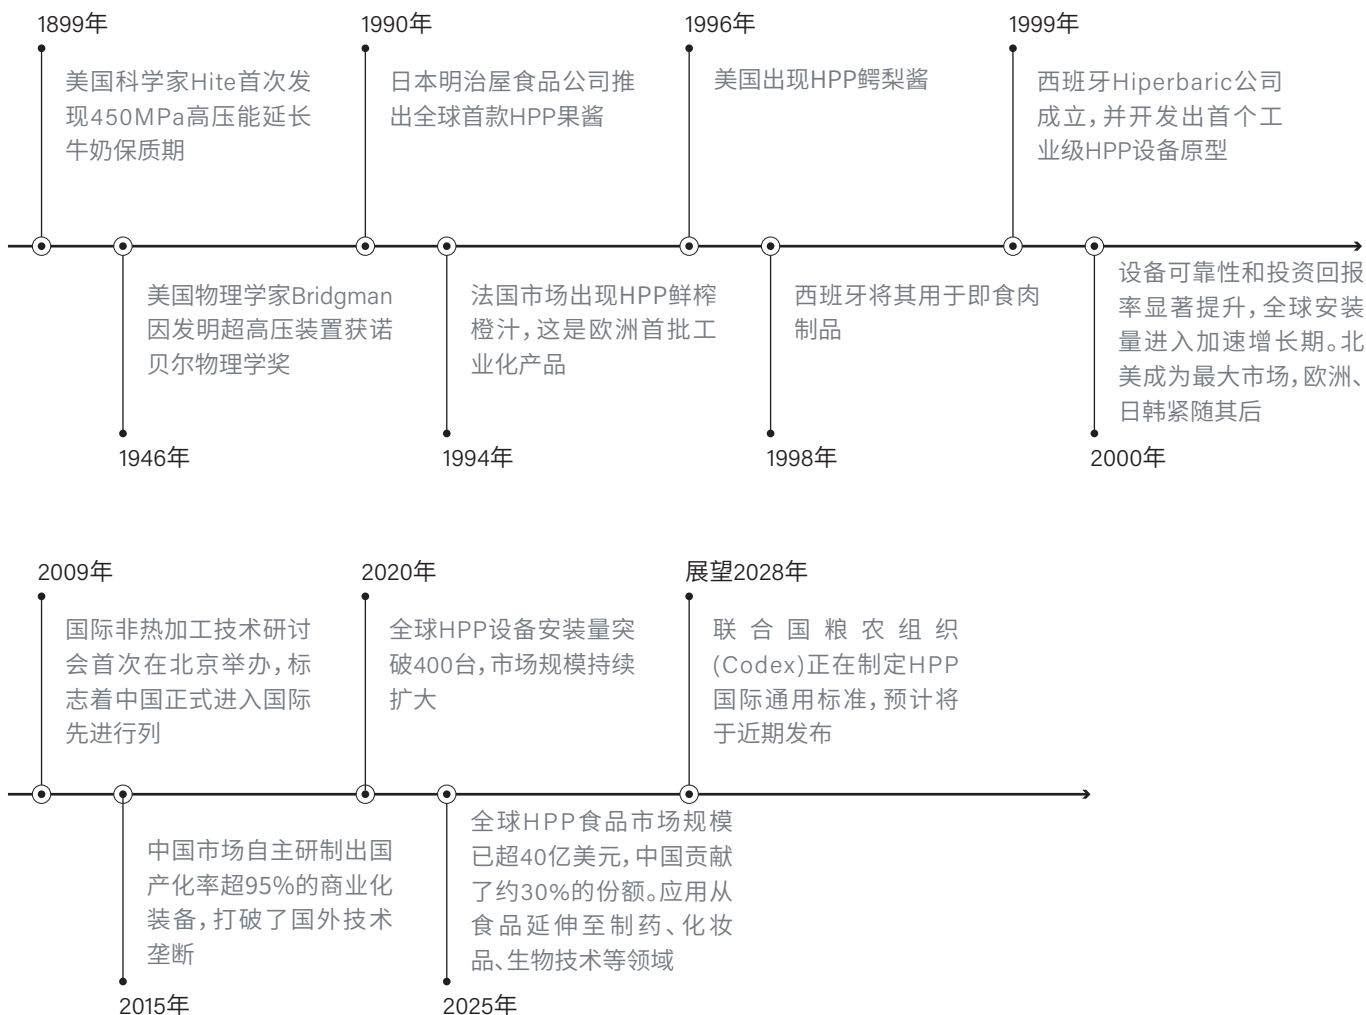 1899年
美国科学家Hite首次发
现450MPa高压能延长
牛奶保质期
1946年
美国物理学家Bridgman
因发明超高压装置获诺
贝尔物理学奖
1990年
日本明治屋食品公司推
出全球首款HPP果酱
1994年
法国市场出现HPP鲜榨
橙汁，这是欧洲首批工
业化产品
1996年
美国出现HPP鳄梨酱
1998年
西班牙将其用于即食肉
制品
1999年
西班牙Hiperbaric公司
成立，并开发出首个工
业级HPP设备原型
2000年
设备可靠性和投资回报
率显著提升，全球安装
量进入加速增长期。北
美成为最大市场，欧洲、
日韩紧随其后
2009年
国际非热加工技术研讨
会首次在北京举办，标
志着中国正式进入国际
先进行列
2015年
中国市场自主研制出国
产化率超95%的商业化
装备，打破了国外技术
垄断
2020年
全球HPP设备安装量突
破400台，市场规模持续
扩大
2025年
全球HPP食品市场规模
已超40亿美元，中国贡献
了约30%的份额。应用从
食品延伸至制药、化妆
品、生物技术等领域
展望2028年
联合国粮农组织
(Codex)正在制定HPP
国际通用标准，预计将
于近期发布